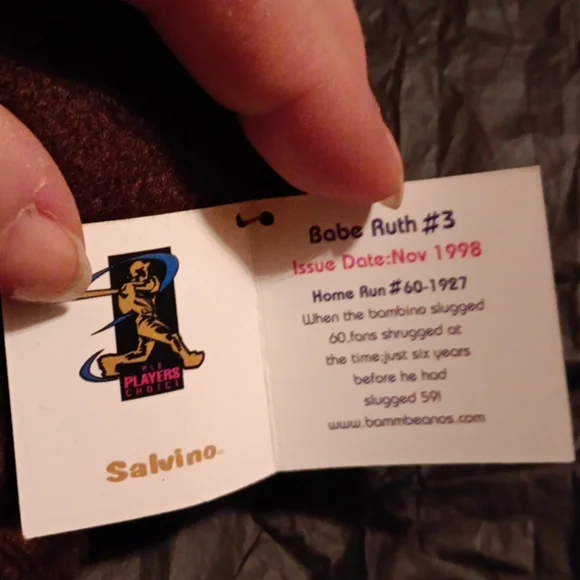 MLB
PLAYERS
CHOICE
Salvino
Babe Ruth #3
Issue Date:Nov 1998
Home Run #60-1927
When the bambino slugged
60,fans shrugged at
the time;just six years
before he had
slugged 59!
www.bammbeanos.com